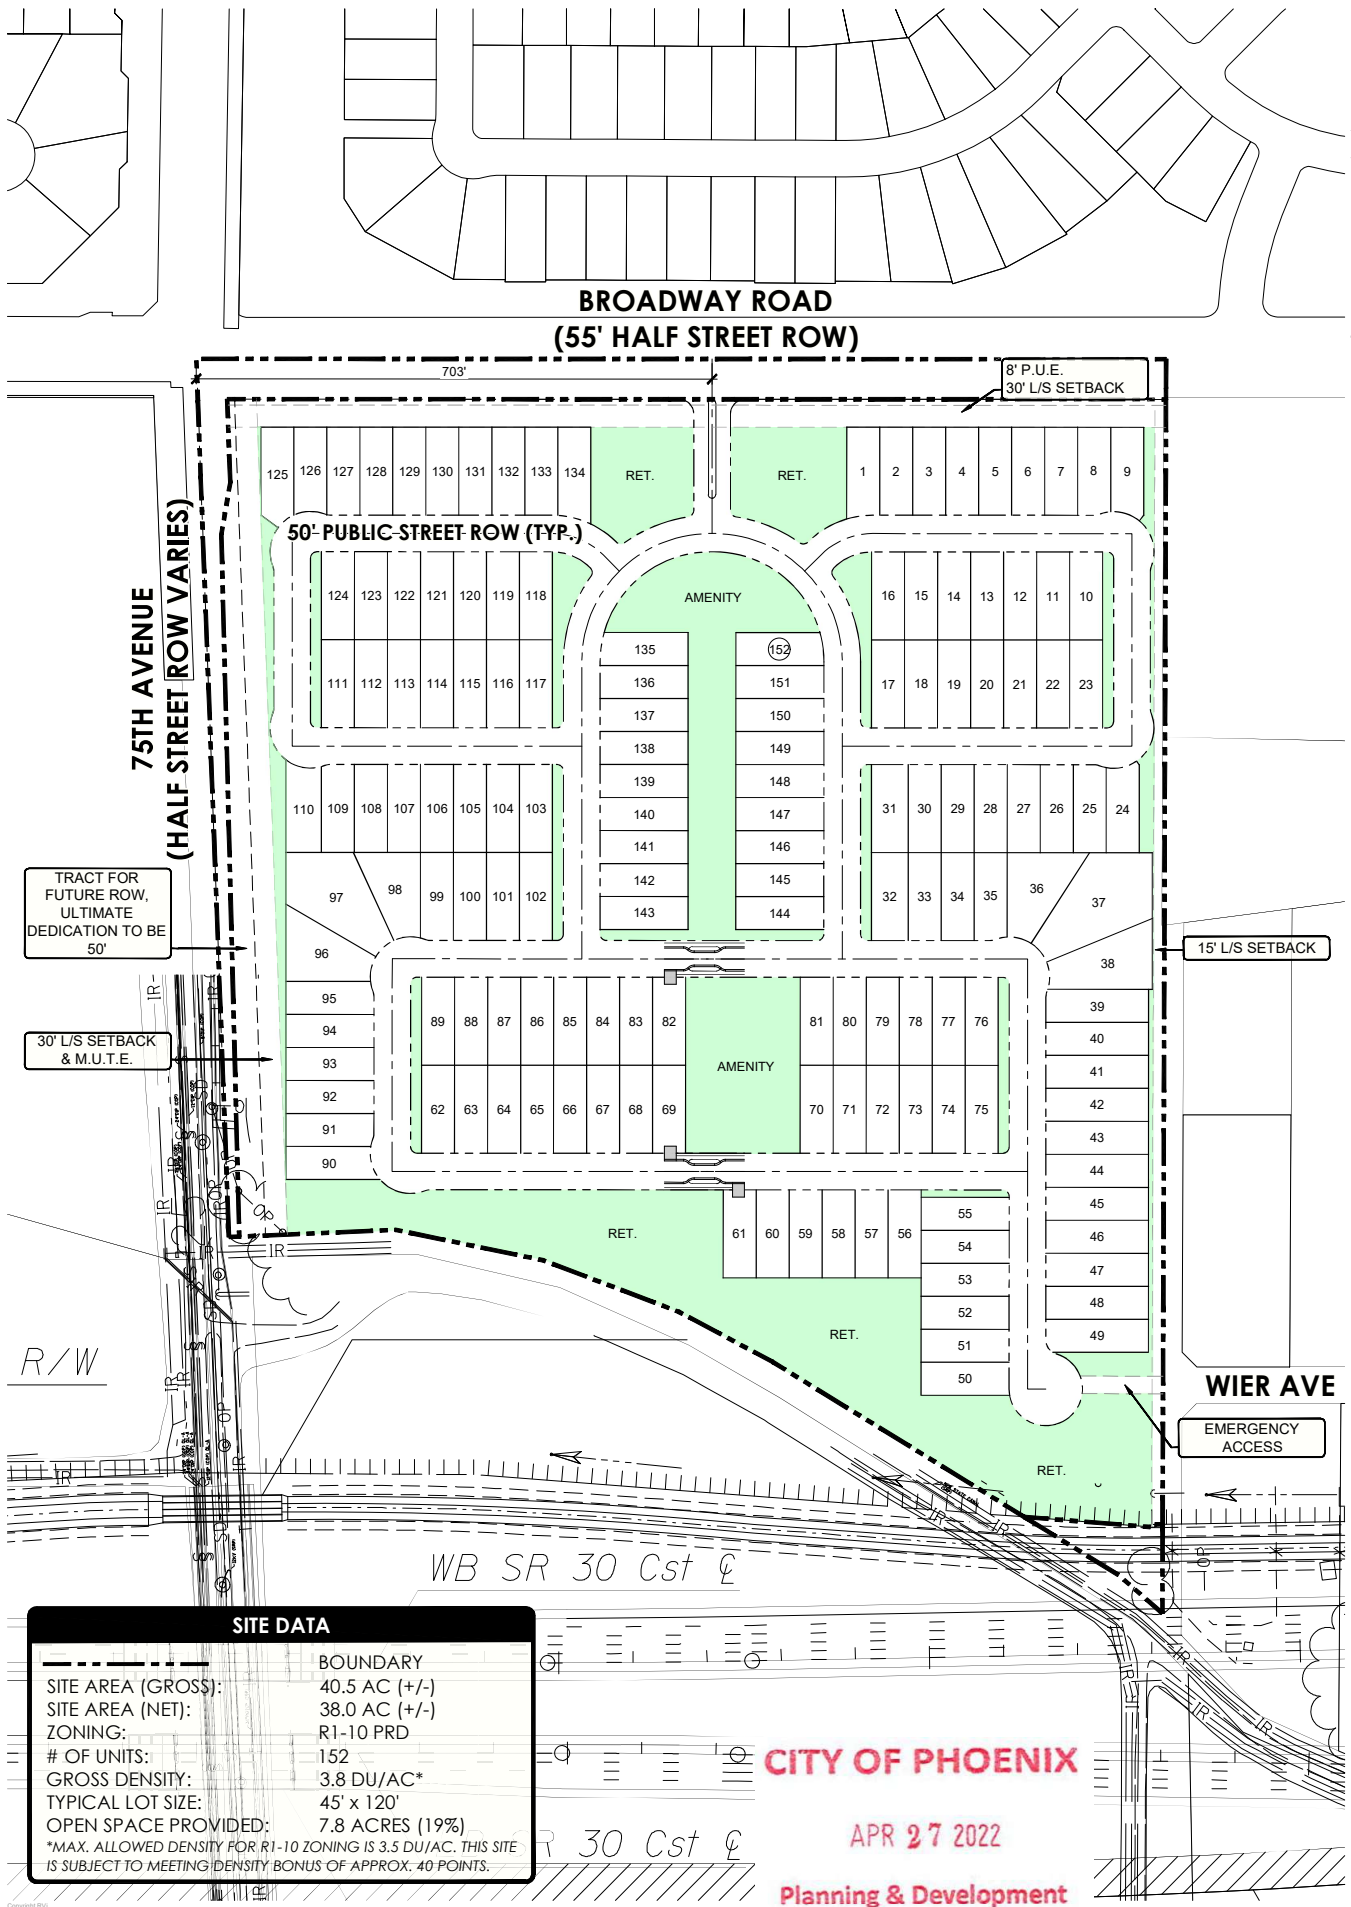 BROADWAY ROAD
(55' HALF STREET ROW)
703'
8' P.U.E.
30' L/S SETBACK
125 126 127 128 129 130 131 132 133 134
RET.
RET.
1 2 3 4 5 6 7 8 9
50' PUBLIC STREET ROW (TYP.)
75TH AVENUE
(HALF STREET ROW VARIES)
124 123 122 121 120 119 118
AMENITY
16 15 14 13 12 11 10
111 112 113 114 115 116 117
17 18 19 20 21 22 23
135
136
137
138
139
140
141
142
143
152
151
150
149
148
147
146
145
144
110 109 108 107 106 105 104 103
31 30 29 28 27 26 25 24
97 98 99 100 101 102
32 33 34 35 36 37
96
38
TRACT FOR
FUTURE ROW,
ULTIMATE
DEDICATION TO BE
50'
15' L/S SETBACK
30' L/S SETBACK
& M.U.T.E.
95
94
93
92
91
90
89 88 87 86 85 84 83 82
AMENITY
81 80 79 78 77 76
62 63 64 65 66 67 68 69
70 71 72 73 74 75
39
40
41
42
43
44
45
46
47
48
49
RET.
61 60 59 58 57 56
55
54
53
52
51
50
RET.
R/W
WIER AVE
EMERGENCY
ACCESS
RET.
IR
IR
IR
IR
IR
IR
IR
IR
IR
IR
SD
OP
OP
WB SR 30 Cst ℄
SITE DATA
BOUNDARY
SITE AREA (GROSS): 40.5 AC (+/-)
SITE AREA (NET): 38.0 AC (+/-)
ZONING: R1-10 PRD
# OF UNITS: 152
GROSS DENSITY: 3.8 DU/AC*
TYPICAL LOT SIZE: 45' x 120'
OPEN SPACE PROVIDED: 7.8 ACRES (19%)
*MAX. ALLOWED DENSITY FOR R1-10 ZONING IS 3.5 DU/AC. THIS SITE
IS SUBJECT TO MEETING DENSITY BONUS OF APPROX. 40 POINTS.
SR 30 Cst ℄
CITY OF PHOENIX
APR 27 2022
Planning & Development